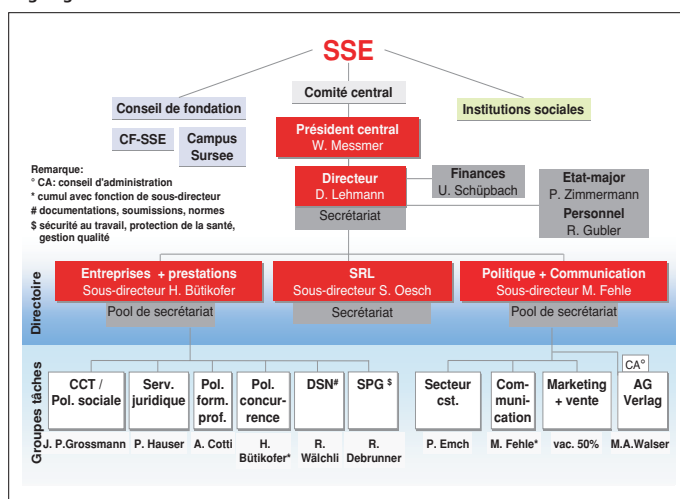 SSE
Conseil de fondation
Comité central
Institutions sociales
CF-SSE
Campus
Sursee
Président central
W. Messmer
Remarque:
° CA: conseil d'administration
* cumul avec fonction de sous-directeur
# documentations, soumissions, normes
$ sécurité au travail, protection de la santé,
gestion qualité
Directeur
D. Lehmann
Secrétariat
Finances
U. Schüpbach
Etat-major
P. Zimmermann
Personnel
R. Gubler
Directoire
Entreprises + prestations
Sous-directeur H. Bütikofer
Pool de secrétariat
SRL
Sous-directeur S. Oesch
Secrétariat
Politique + Communication
Sous-directeur M. Fehle
Pool de secrétariat
Groupes tâches
CCT /
Pol. sociale
J. P.Grossmann
Serv.
juridique
P. Hauser
Pol.
form.
prof.
A. Cotti
Pol.
concur-
rence
H.
Bütikofer*
DSN#
R.
Wälchli
SPG $
R.
Debrunner
Secteur
cst.
P. Emch
Com-
muni-
cation
M. Fehle*
Marketing
+ vente
vac. 50%
CA°
AG
Verlag
M.A.Walser